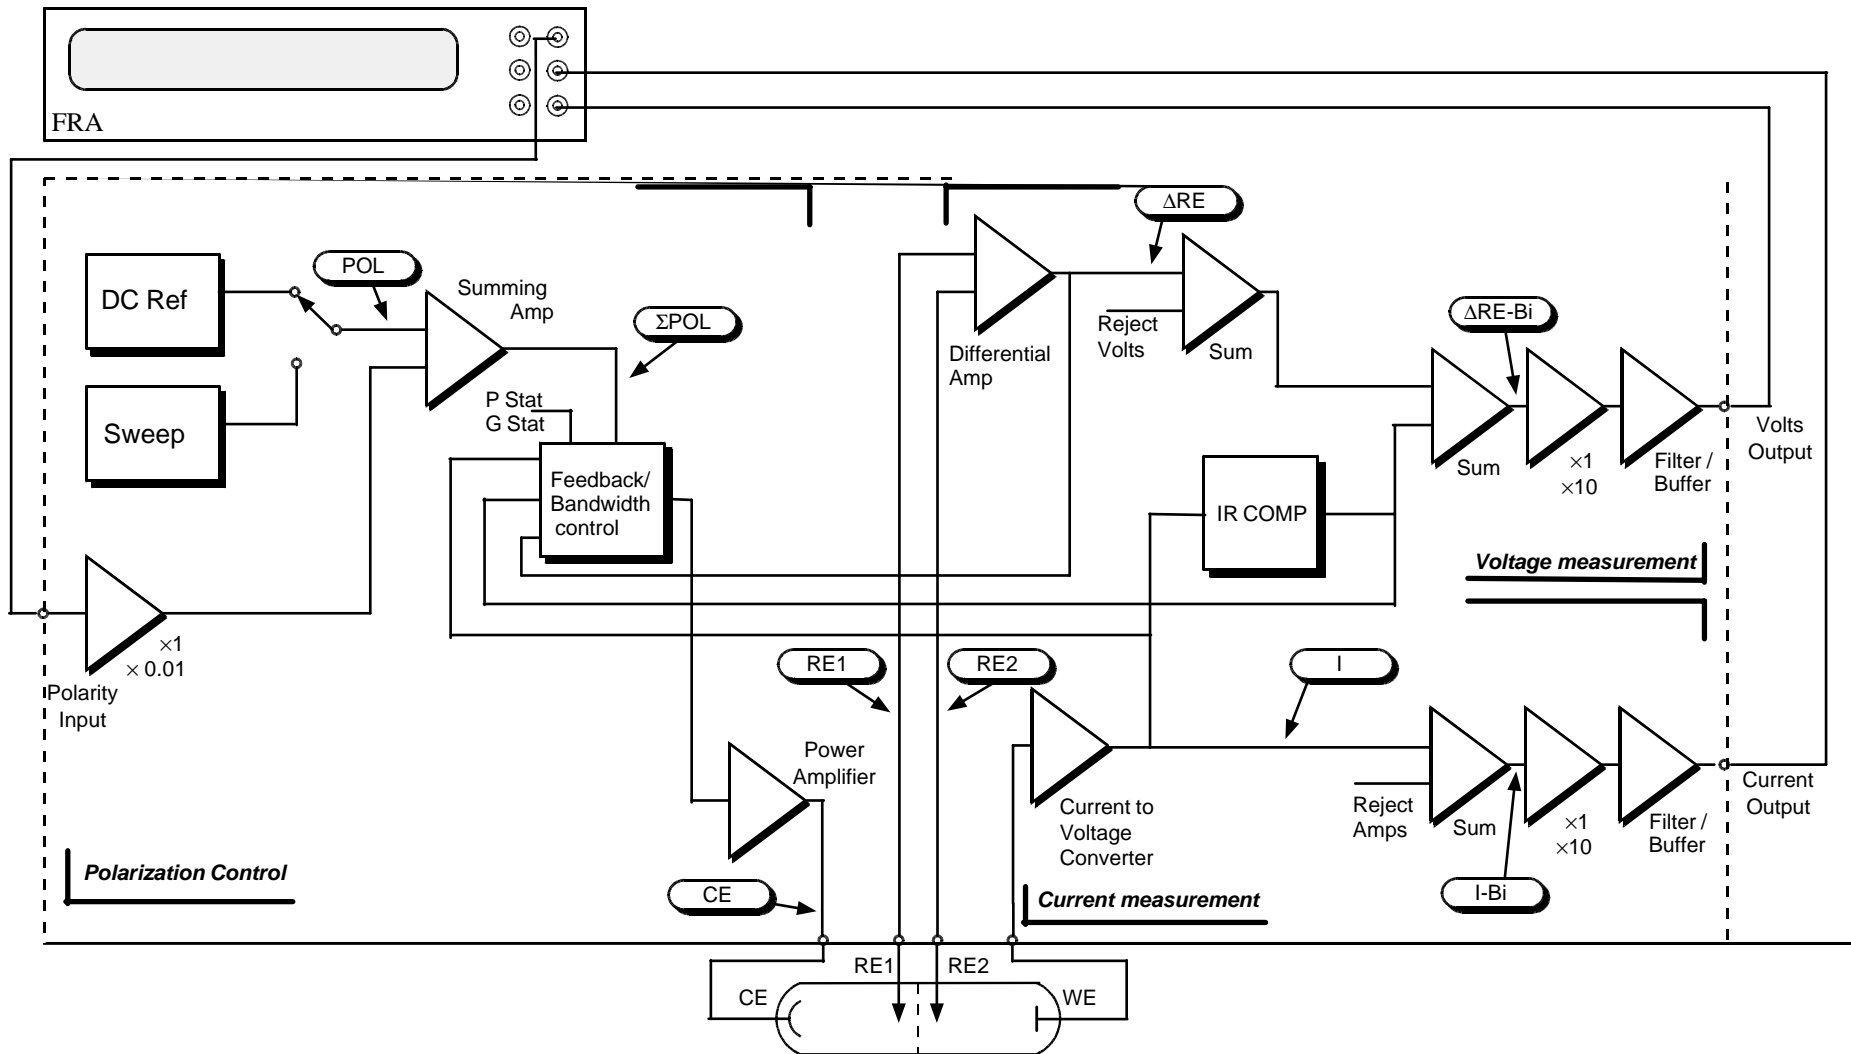 FRA
ΔRE
POL
DC Ref
Summing
Amp
ΣPOL
Reject
Volts
Sum
ΔRE-Bi
Differential
Amp
P Stat
G Stat
Sweep
Feedback/
Bandwidth
control
IR COMP
Sum
×1
×10
Filter /
Buffer
Volts
Output
Voltage measurement
×1
× 0.01
Polarity
Input
RE1
RE2
I
Power
Amplifier
Current to
Voltage
Converter
Reject
Amps
Sum
×1
×10
Filter /
Buffer
Current
Output
Polarization Control
CE
Current measurement
I-Bi
RE1
RE2
CE
WE